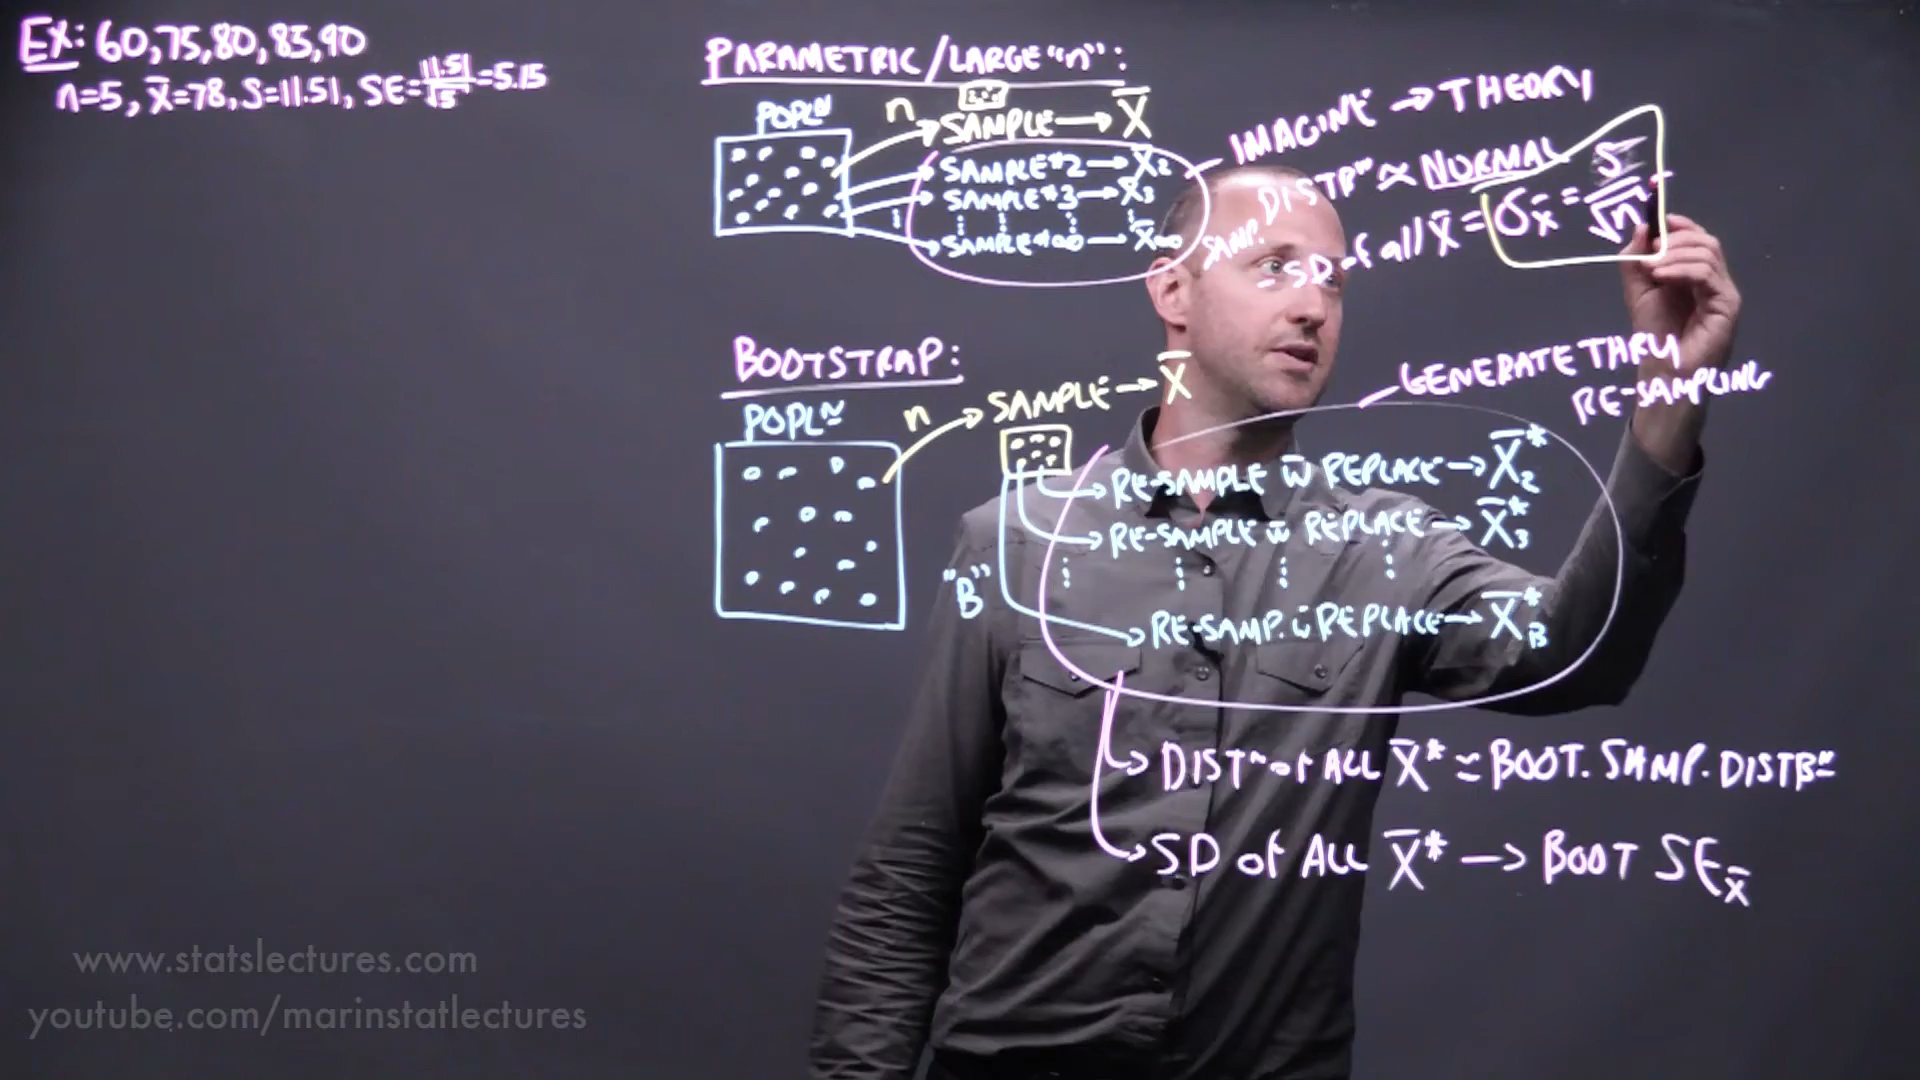 EX: 60,75,80,85,90
n=5, x̄=78, S=11.51, SE=11.51/√5=5.15
PARAMETRIC/LARGE "n":
POPLN
n
SAMPLE→X̄
SAMPLE#2→X̄2
SAMPLE#3→X̄3
SAMPLE#∞→X̄∞
IMAGINE→THEORY
SAMP. DISTBN ≈ NORMAL
- SD of all X̄ = σx̄ = S/√n
BOOTSTRAP:
POPLN
n
SAMPLE→X̄
GENERATE THRU
RE-SAMPLING
RE-SAMPLE w̄ REPLACE→X̄2*
RE-SAMPLE w̄ REPLACE→X̄3*
"B"
RE-SAMP. w̄ REPLACE→X̄B*
DISTN of ALL X̄* ≈ BOOT. SAMP. DISTBN
SD of ALL X̄* → BOOT SEx̄
www.statslectures.com
youtube.com/marinstatlectures